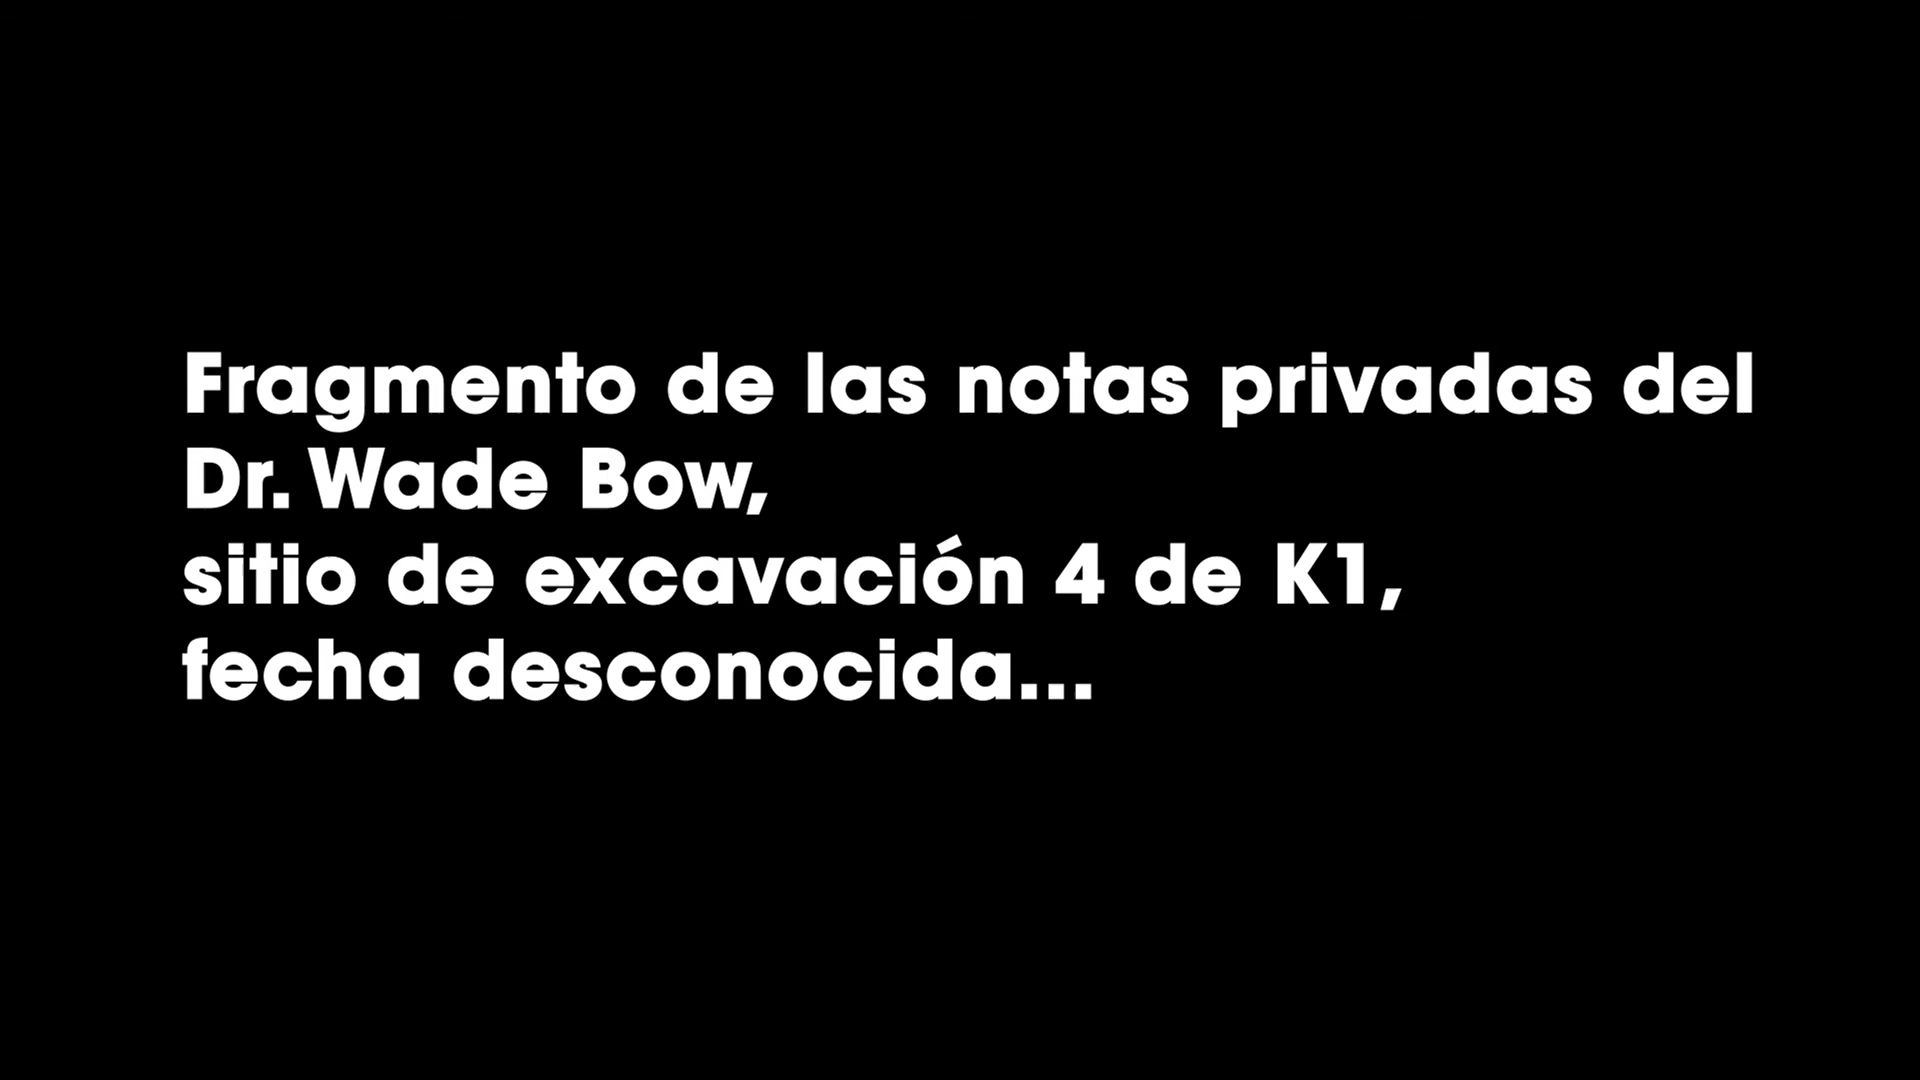 Fragmento de las notas privadas del
Dr. Wade Bow,
sitio de excavación 4 de K1,
fecha desconocida...